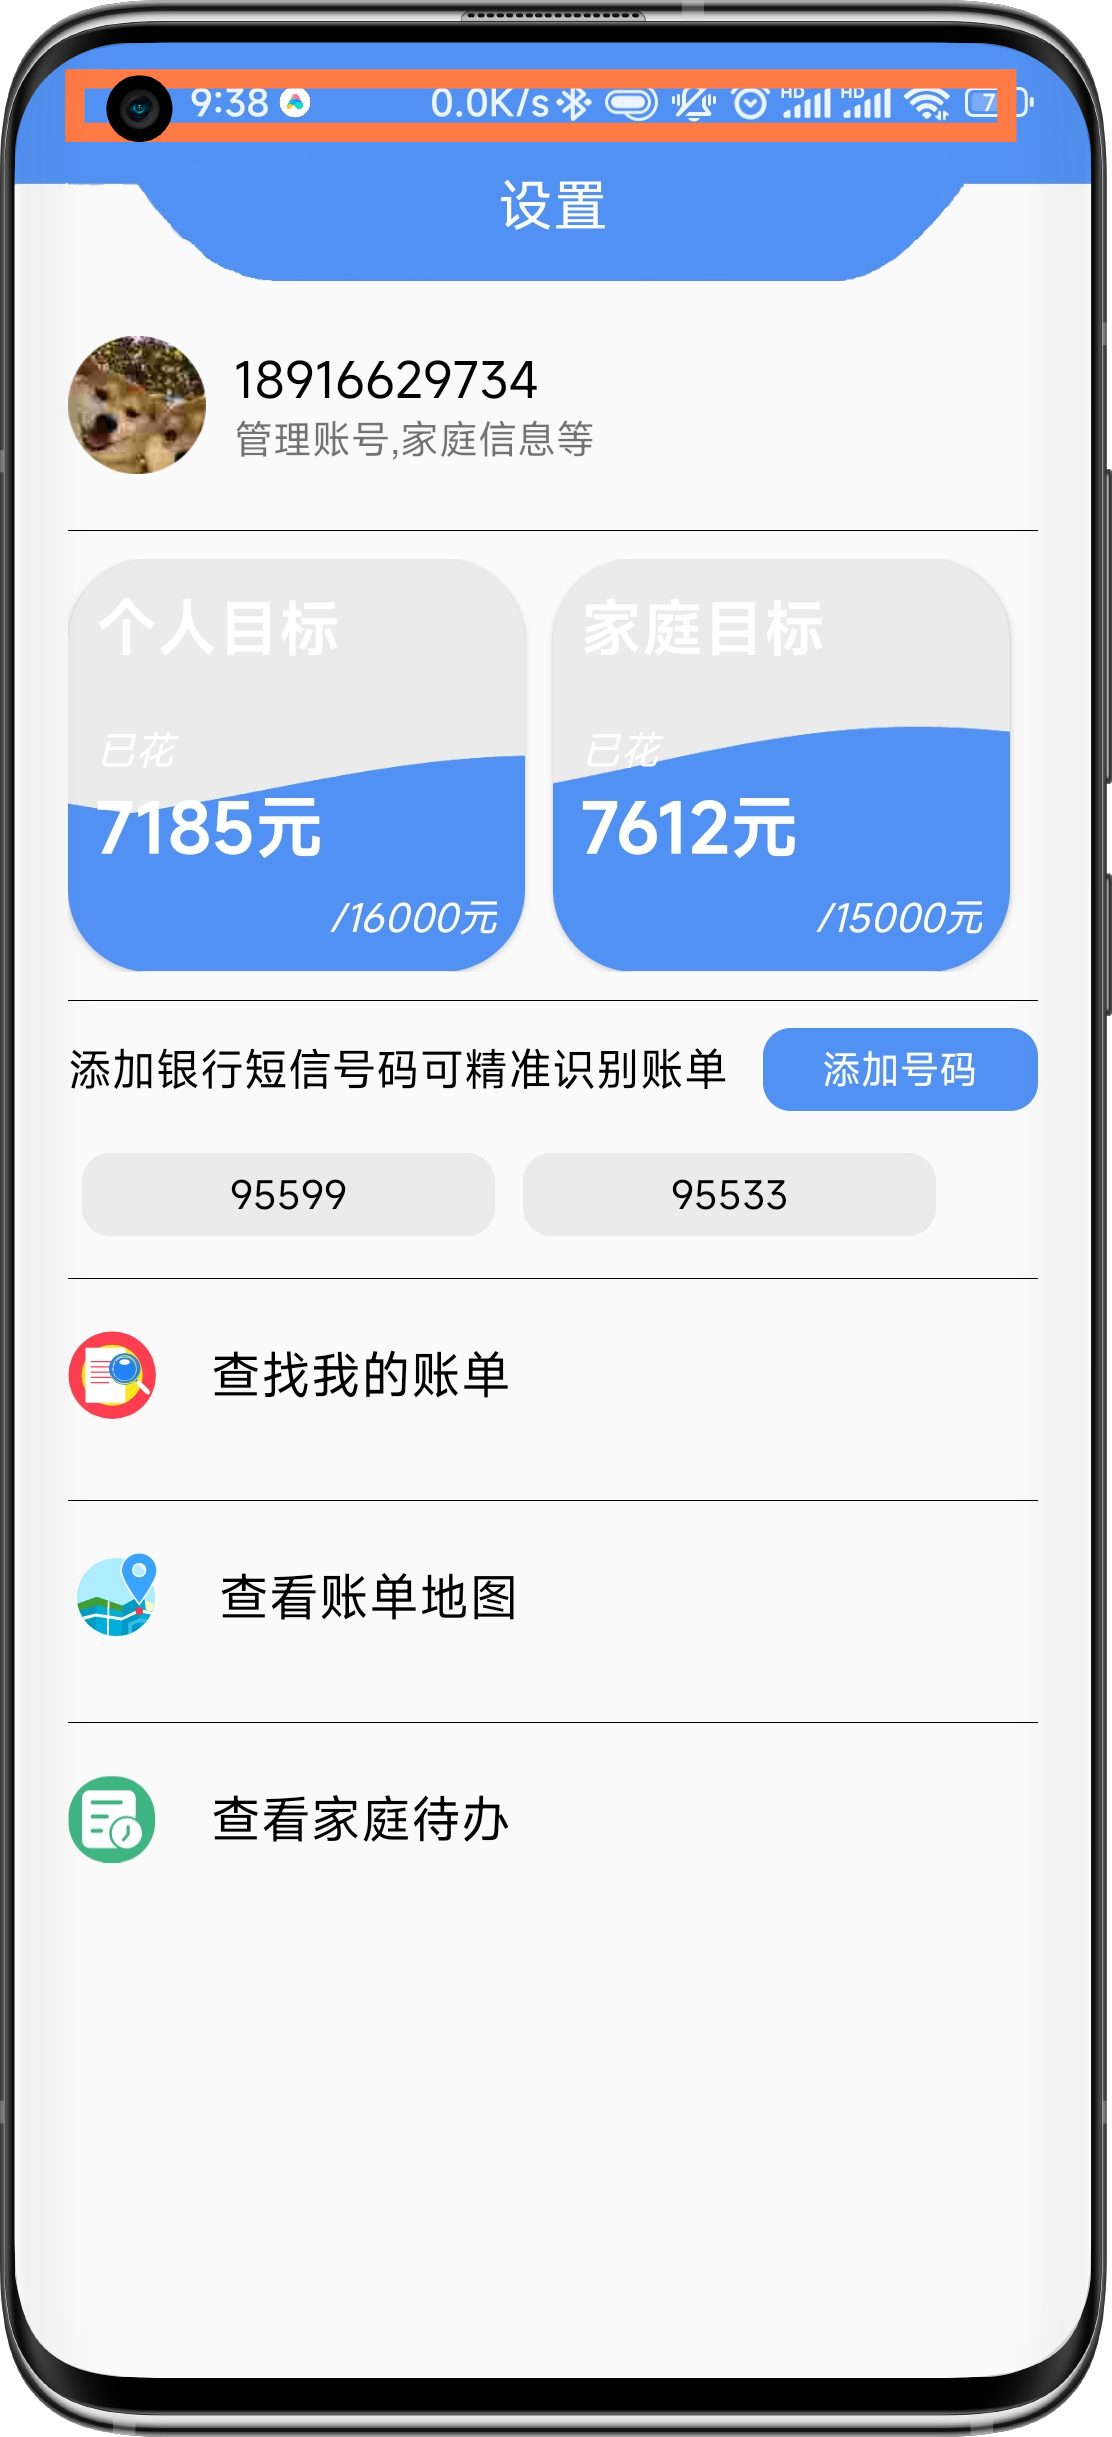 9:38 0.0K/s HD HD 7
设置
18916629734
管理账号,家庭信息等
个人目标 家庭目标
已花 已花
7185元 7612元
/16000元 /15000元
添加银行短信号码可精准识别账单 添加号码
95599 95533
查找我的账单
查看账单地图
查看家庭待办